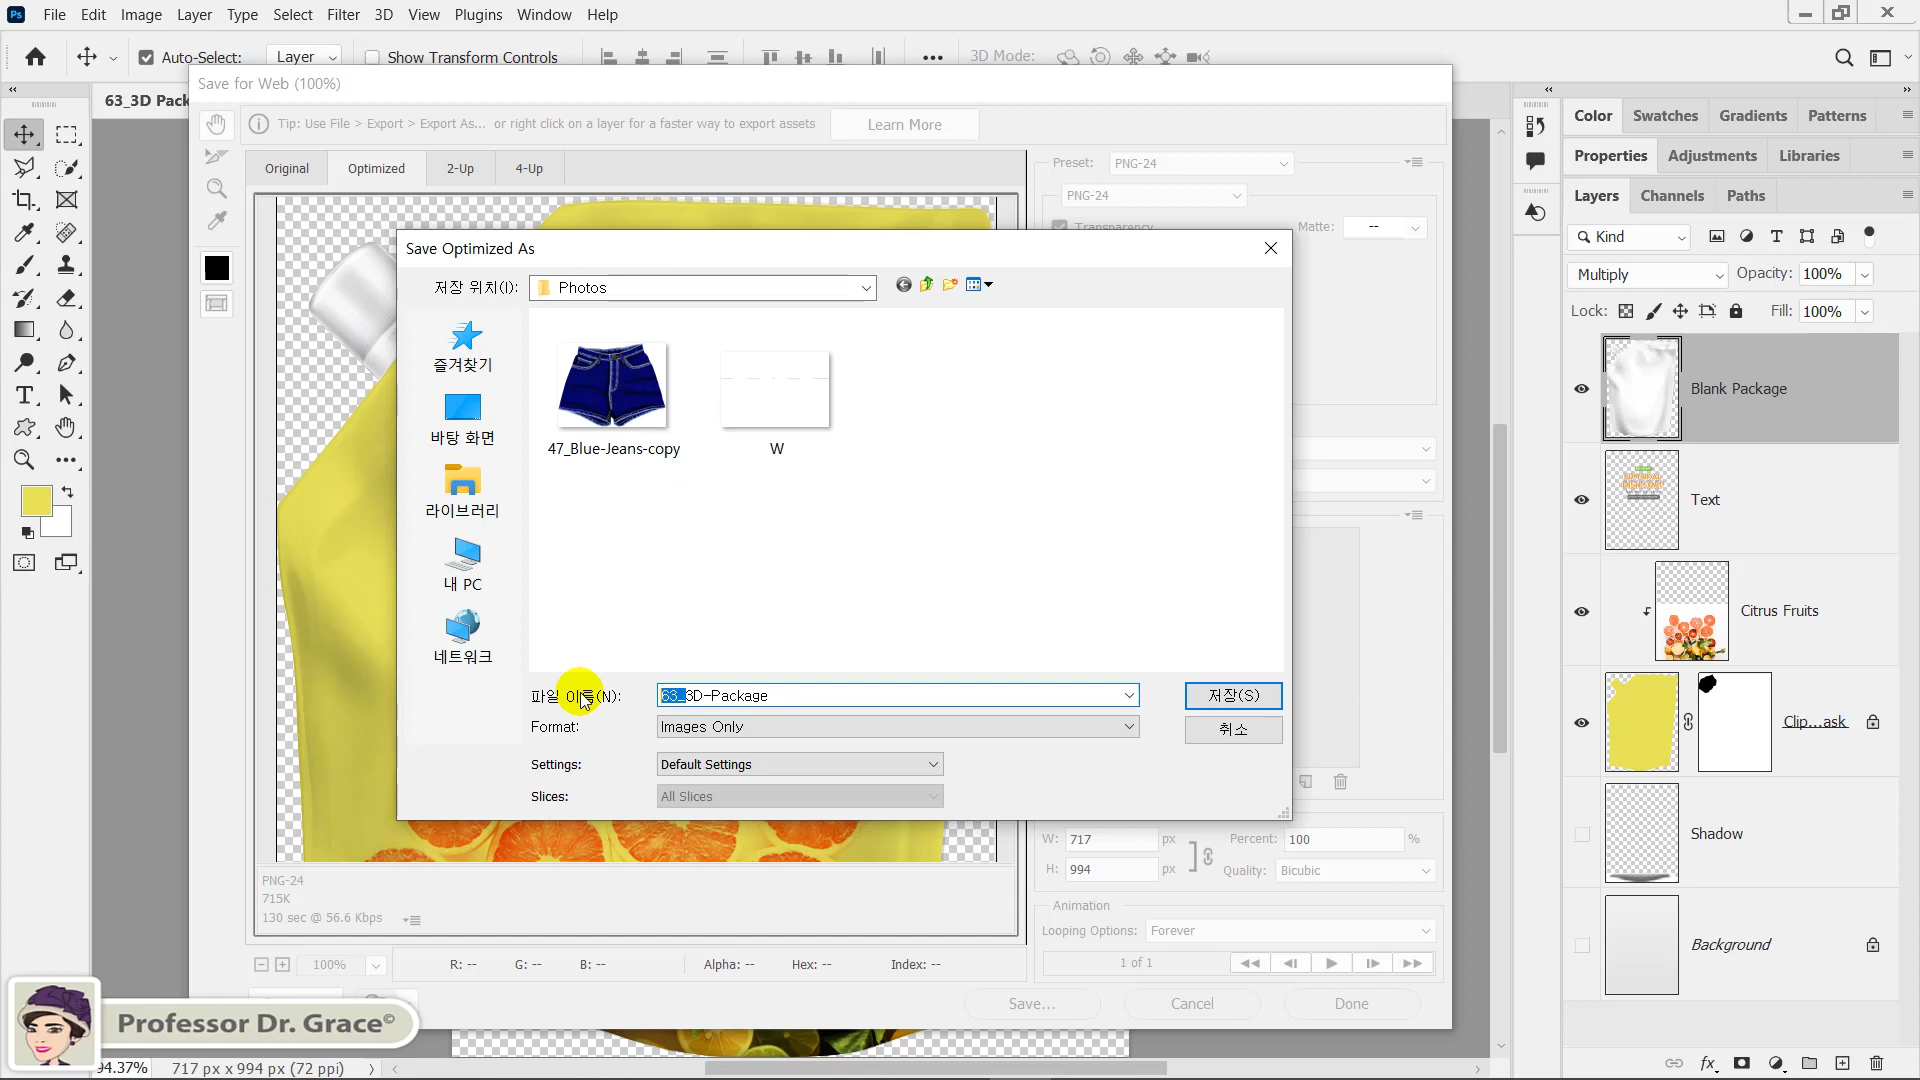 Ps File Edit Image Layer Type Select Filter 3D View Plugins Window Help
Auto-Select: Layer Show Transform Controls 3D Mode:
63_3D Pack
Save for Web (100%)
Tip: Use File > Export > Export As... or right click on a layer for a faster way to export assets Learn More
Original Optimized 2-Up 4-Up
Preset: PNG-24
PNG-24
Transparency Matte: --
Save Optimized As
저장 위치(I): Photos
즐겨찾기
바탕 화면
라이브러리
내 PC
네트워크
47_Blue-Jeans-copy
W
파일 이름(N): 63_3D-Package 저장(S)
Format: Images Only 취소
Settings: Default Settings
Slices: All Slices
W: 717 px Percent: 100 %
H: 994 px Quality: Bicubic
Animation
Looping Options: Forever
1 of 1
PNG-24
715K
130 sec @ 56.6 Kbps
100% R: -- G: -- B: -- Alpha: -- Hex: -- Index: --
Save... Cancel Done
Color Swatches Gradients Patterns
Properties Adjustments Libraries
Layers Channels Paths
Kind
Multiply Opacity: 100%
Lock: Fill: 100%
Blank Package
Text
Citrus Fruits
Clip...ask
Shadow
Background
fx
Professor Dr. Grace©
94.37% 717 px x 994 px (72 ppi)